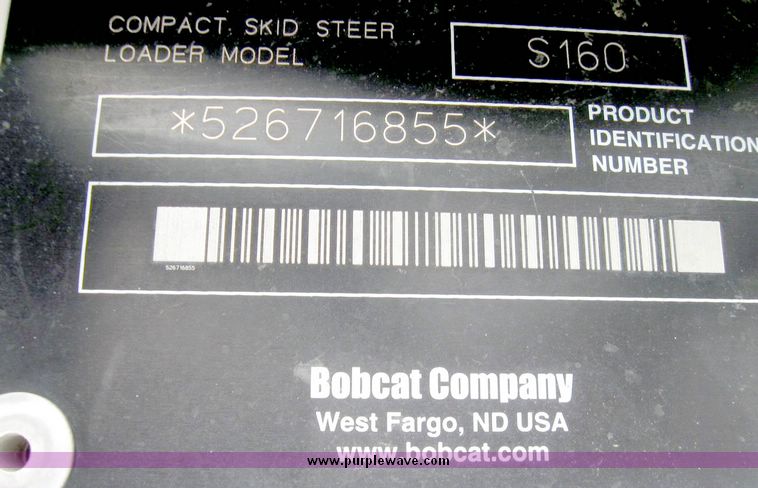 COMPACT SKID STEER
LOADER MODEL
S160
*526716855*
PRODUCT
IDENTIFICATION
NUMBER
526716855
Bobcat Company
West Fargo, ND USA
www.bobcat.com
www.purplewave.com